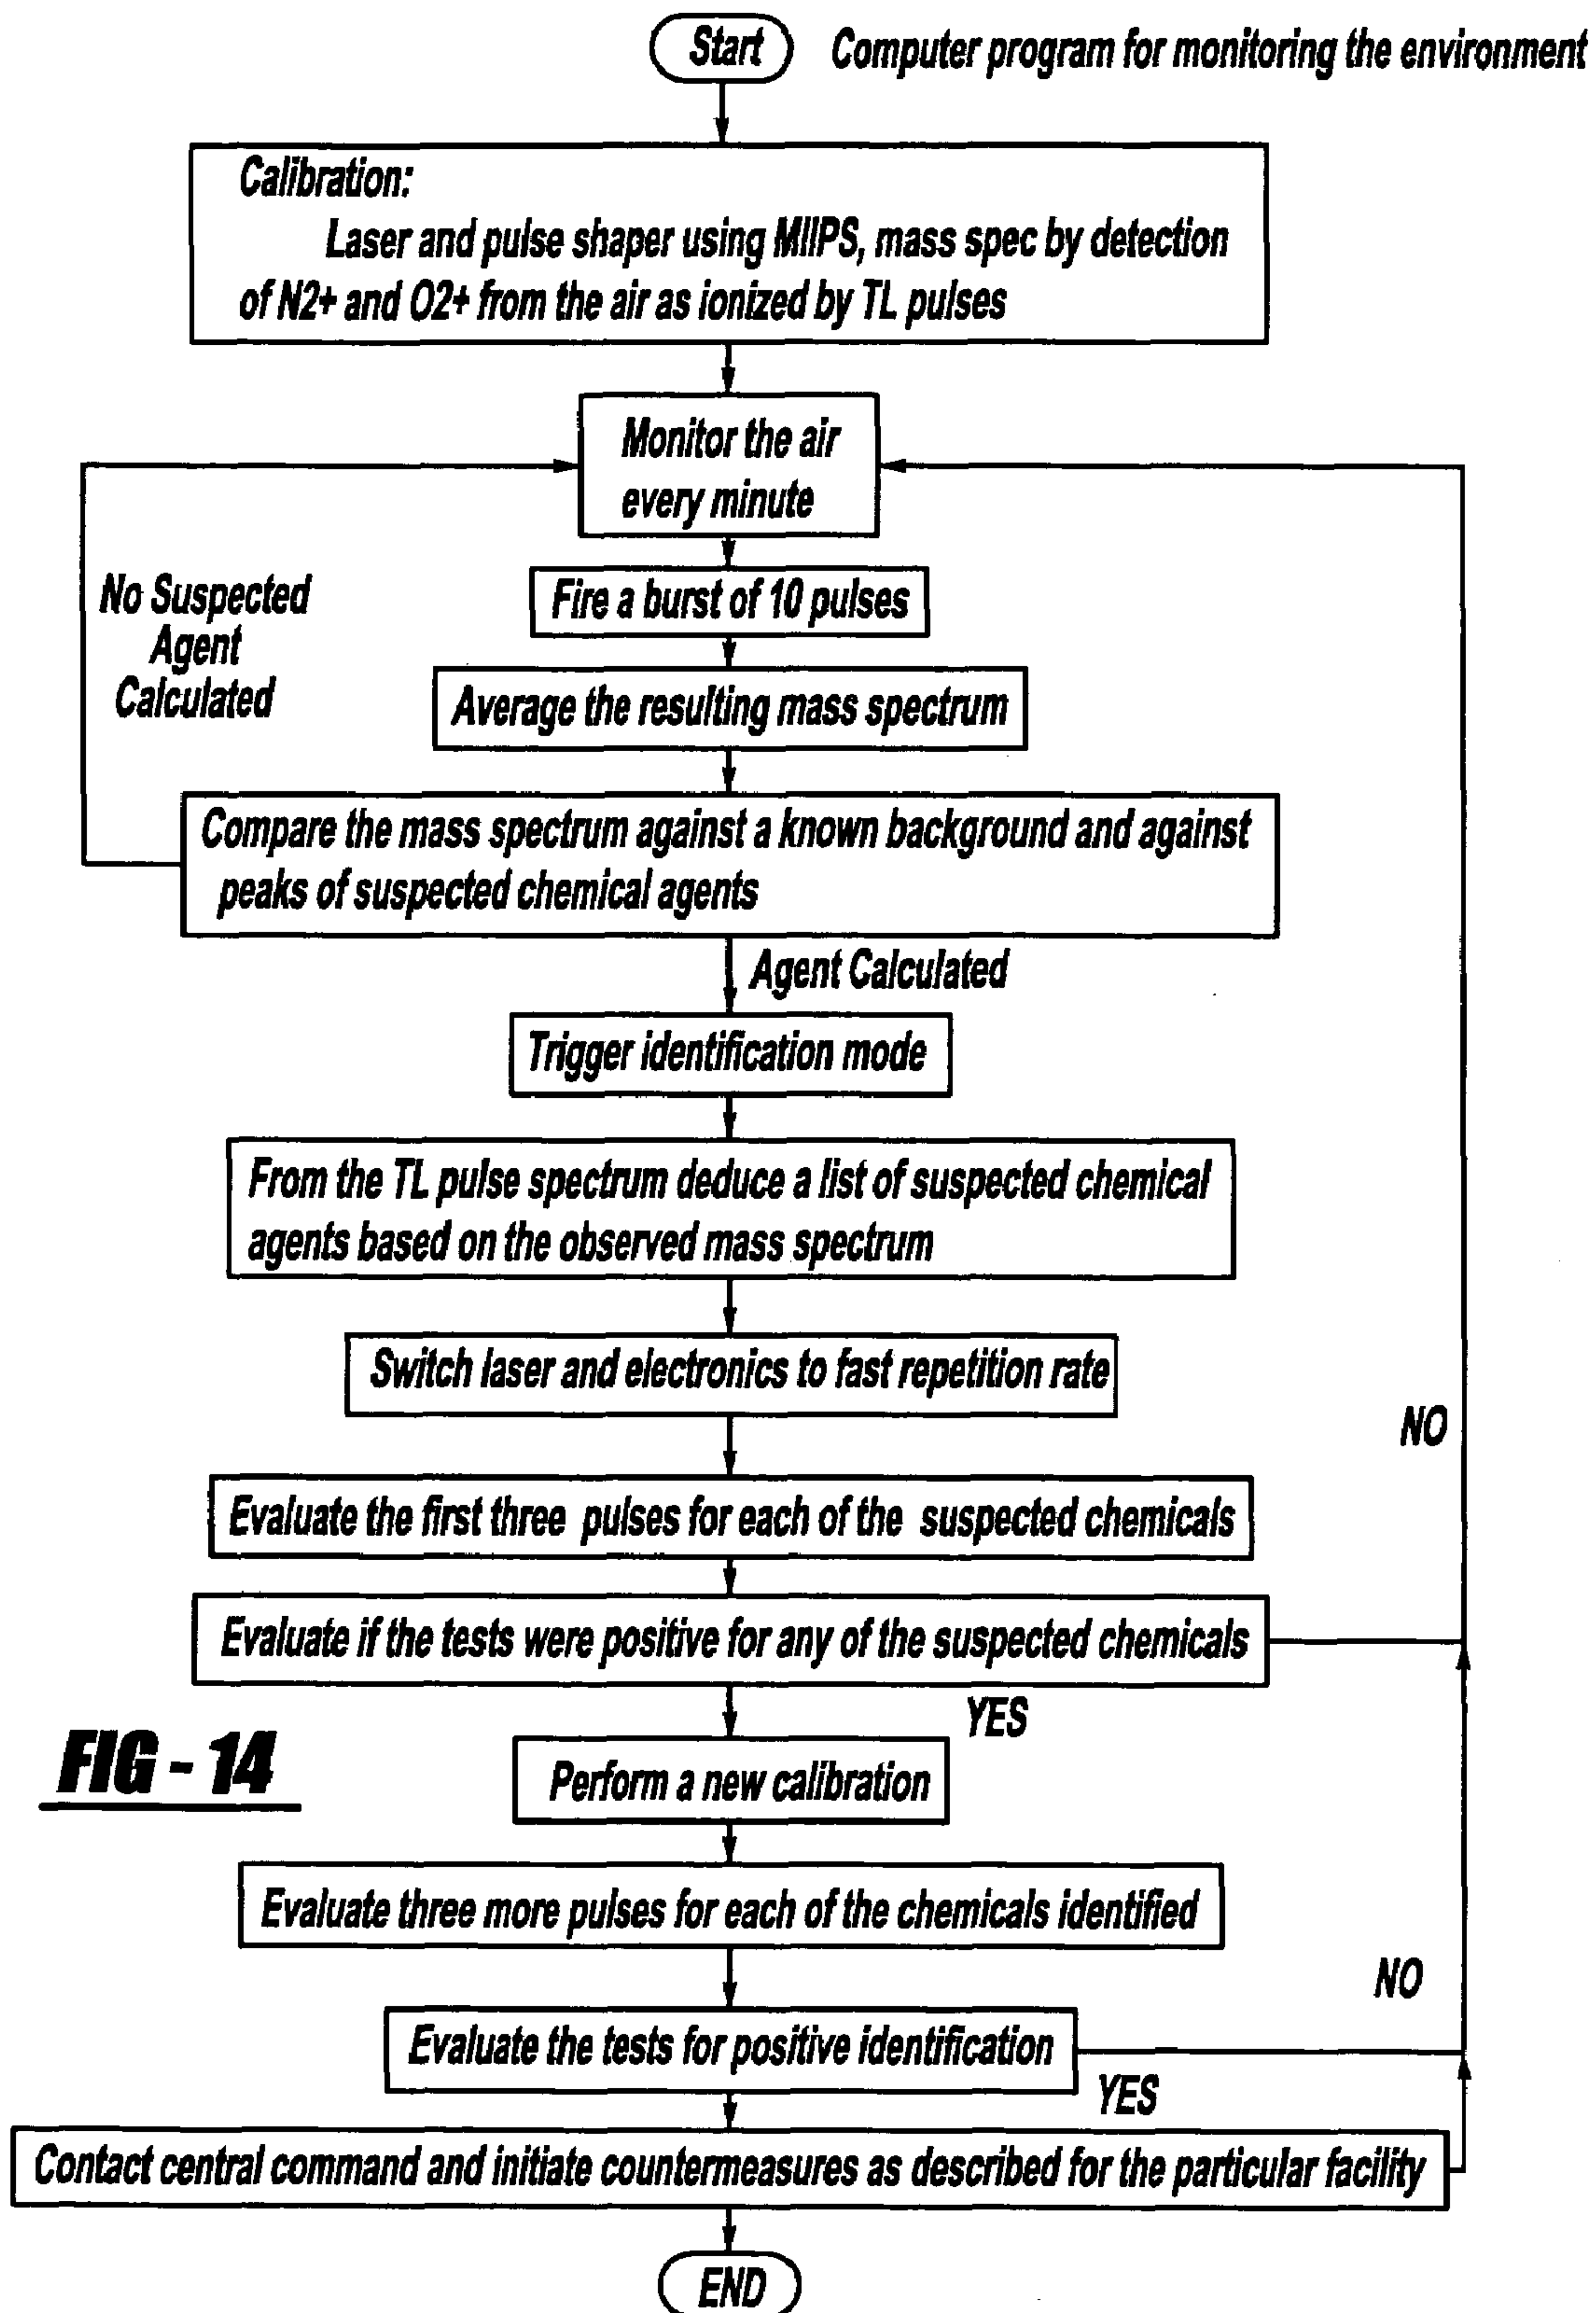 Start
Computer program for monitoring the environment
Calibration:
Laser and pulse shaper using MIIPS, mass spec by detection
of N2+ and O2+ from the air as ionized by TL pulses
Monitor the air
every minute
No Suspected
Agent
Calculated
Fire a burst of 10 pulses
Average the resulting mass spectrum
Compare the mass spectrum against a known background and against
peaks of suspected chemical agents
Agent Calculated
Trigger identification mode
From the TL pulse spectrum deduce a list of suspected chemical
agents based on the observed mass spectrum
Switch laser and electronics to fast repetition rate
NO
Evaluate the first three pulses for each of the suspected chemicals
Evaluate if the tests were positive for any of the suspected chemicals
YES
FIG - 14
Perform a new calibration
Evaluate three more pulses for each of the chemicals identified
NO
Evaluate the tests for positive identification
YES
Contact central command and initiate countermeasures as described for the particular facility
END